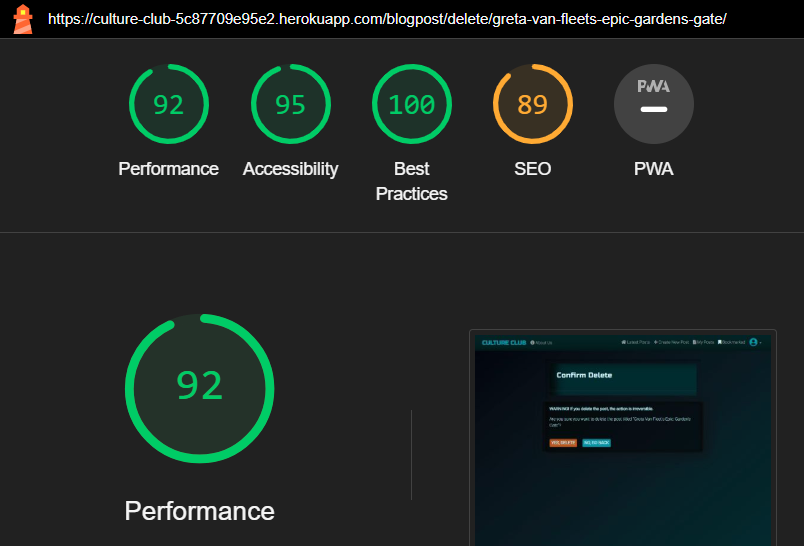 https://culture-club-5c87709e95e2.herokuapp.com/blogpost/delete/greta-van-fleets-epic-gardens-gate/
92 95 100 89 PWA
Performance Accessibility Best Practices SEO PWA
92
Performance
CULTURE CLUB About Us Latest Posts Create New Post My Posts Bookmarked
Confirm Delete
WARNING! If you delete the post, the action is irreversible.
Are you sure you want to delete the post titled "Greta Van Fleet's Epic Gardens
Gate"?
YES, DELETE NO, GO BACK